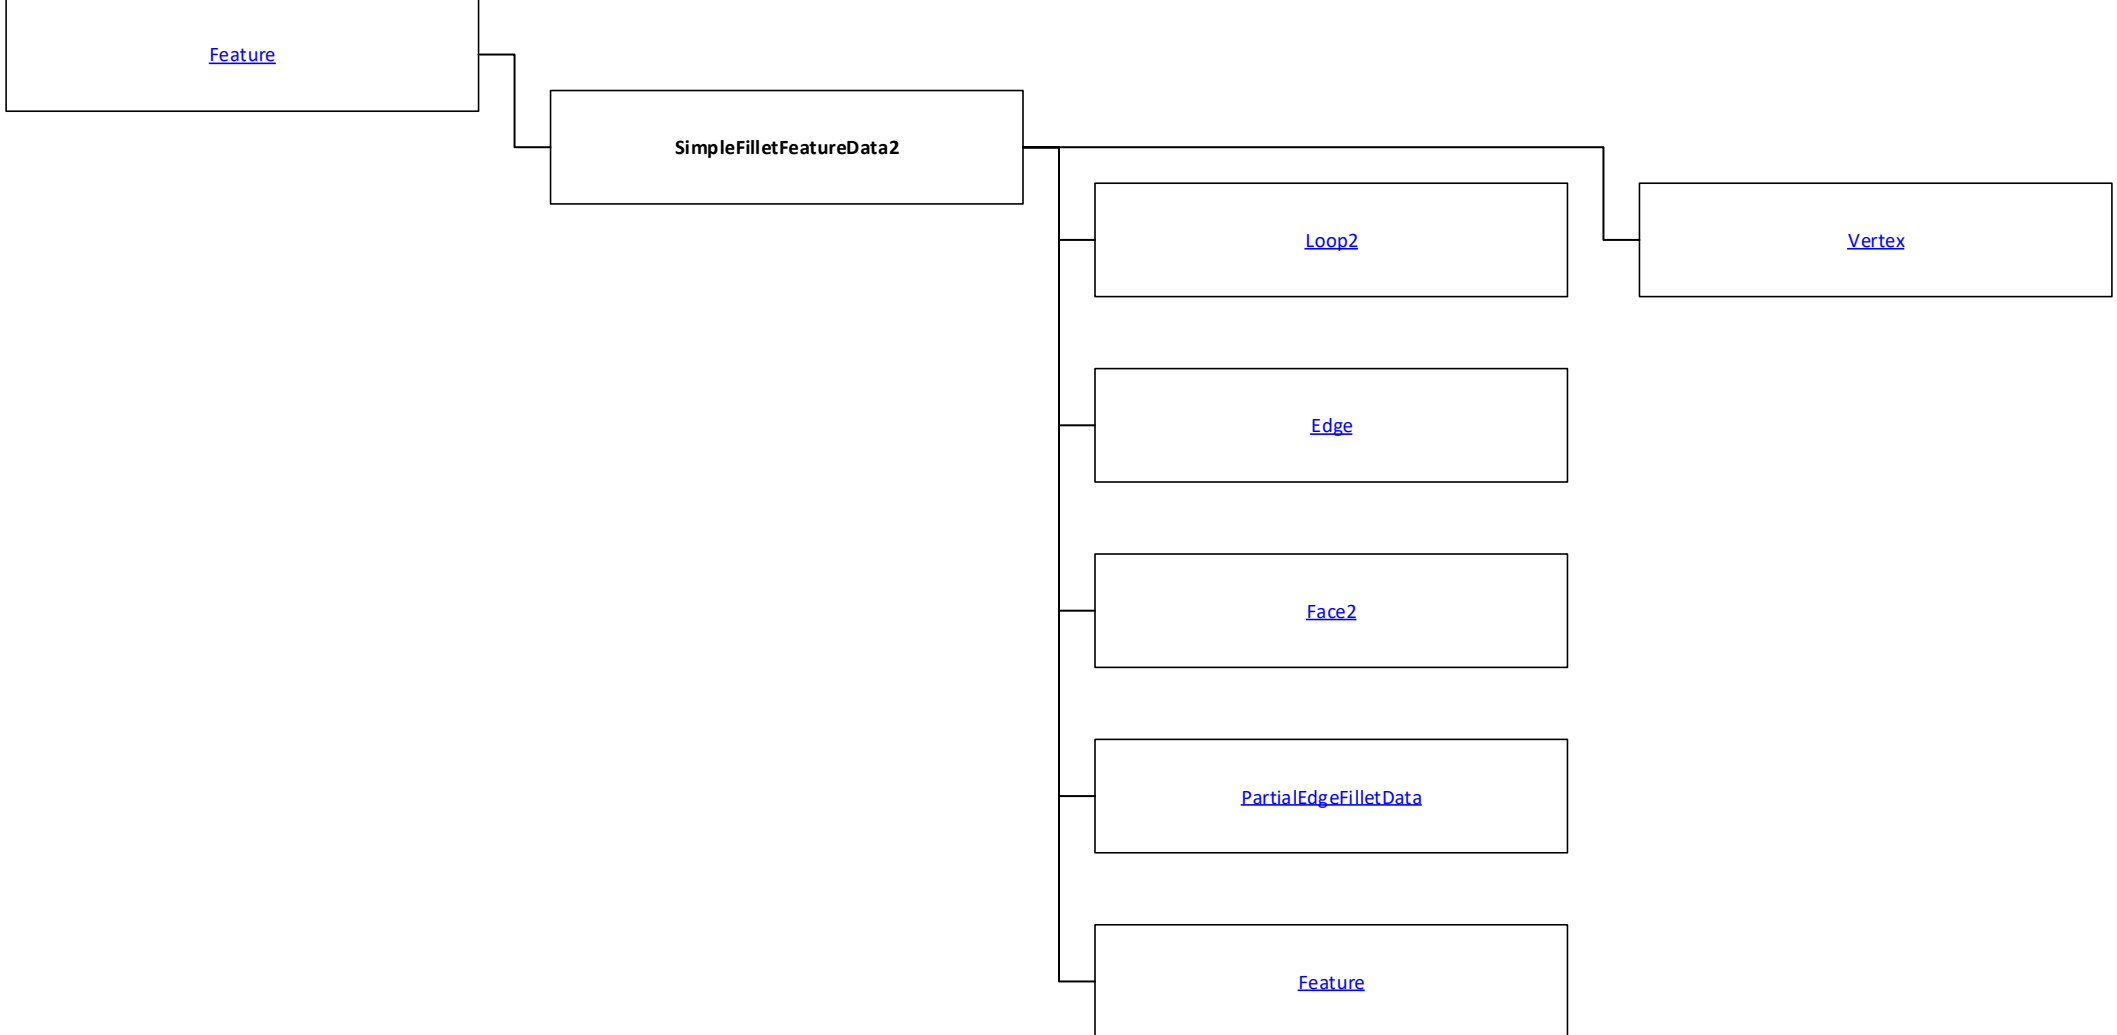 Feature
SimpleFilletFeatureData2
Loop2
Vertex
Edge
Face2
PartialEdgeFilletData
Feature